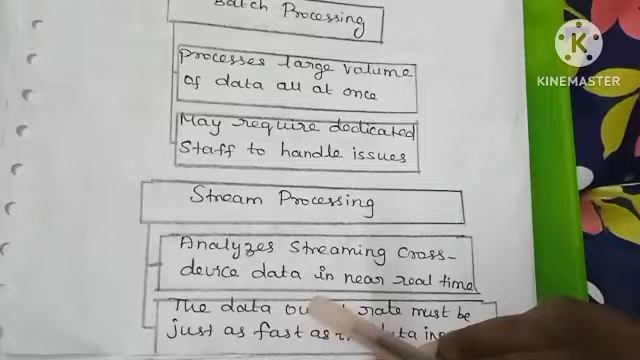 Batch Processing
Processes large volume
of data all at once
May require dedicated
Staff to handle issues
Stream Processing
Analyzes Streaming Cross-
device data in near real time
The data rate must be
just as fast as
KINEMASTER